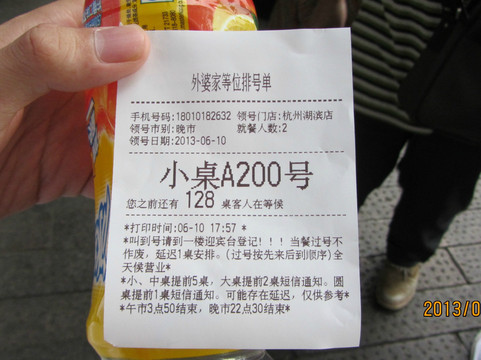 外婆家等位排号单
手机号码:18010182632 领号门店:杭州湖滨店
领号市别:晚市 就餐人数:2
领号日期:2013-06-10
小桌A200号
您之前还有 128 桌客人在等候
*打印时间:06-10 17:57 *
*叫到号请到一楼迎宾台登记!!! 当餐过号不
作废，延迟1桌安排。(过号按先来后到顺序)全
天候营业*
*小、中桌提前5桌，大桌提前2桌短信通知。圆
桌提前1桌短信通知。可能存在延迟，仅供参考*
*午市3点50结束，晚市22点30结束*
2013/0